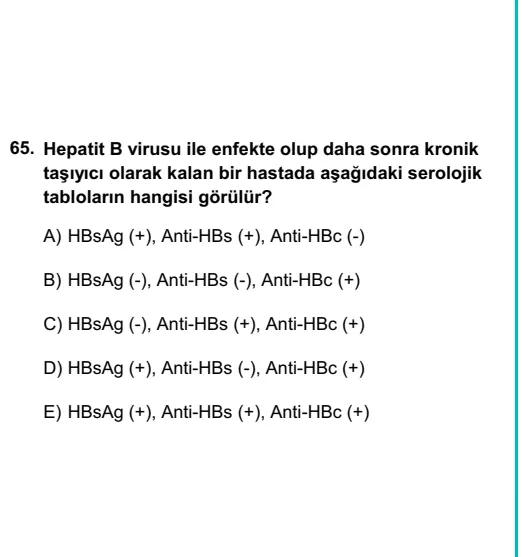 65. Hepatit B virusu ile enfekte olup daha sonra kronik
taşıyıcı olarak kalan bir hastada aşağıdaki serolojik
tabloların hangisi görülür?
A) HBsAg (+), Anti-HBs (+), Anti-HBc (-)
B) HBsAg (-), Anti-HBs (-), Anti-HBc (+)
C) HBsAg (-), Anti-HBs (+), Anti-HBc (+)
D) HBsAg (+), Anti-HBs (-), Anti-HBc (+)
E) HBsAg (+), Anti-HBs (+), Anti-HBc (+)